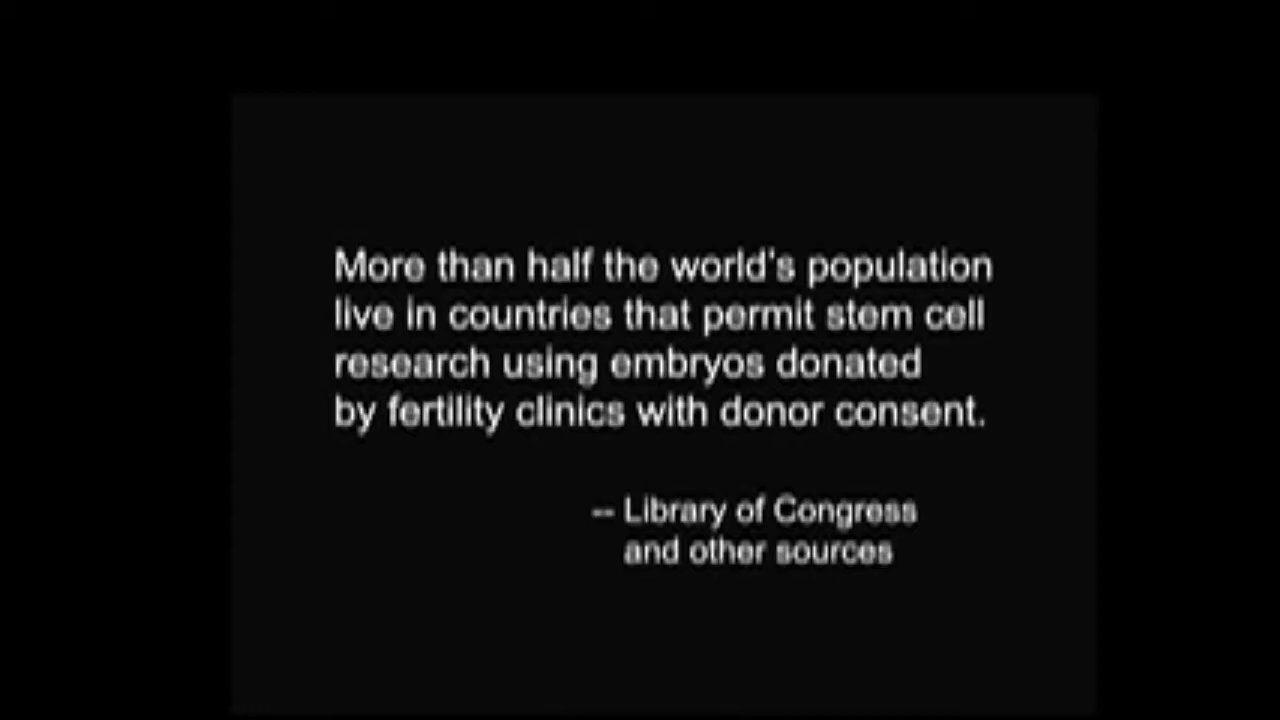 More than half the world's population
live in countries that permit stem cell
research using embryos donated
by fertility clinics with donor consent.
-- Library of Congress
and other sources